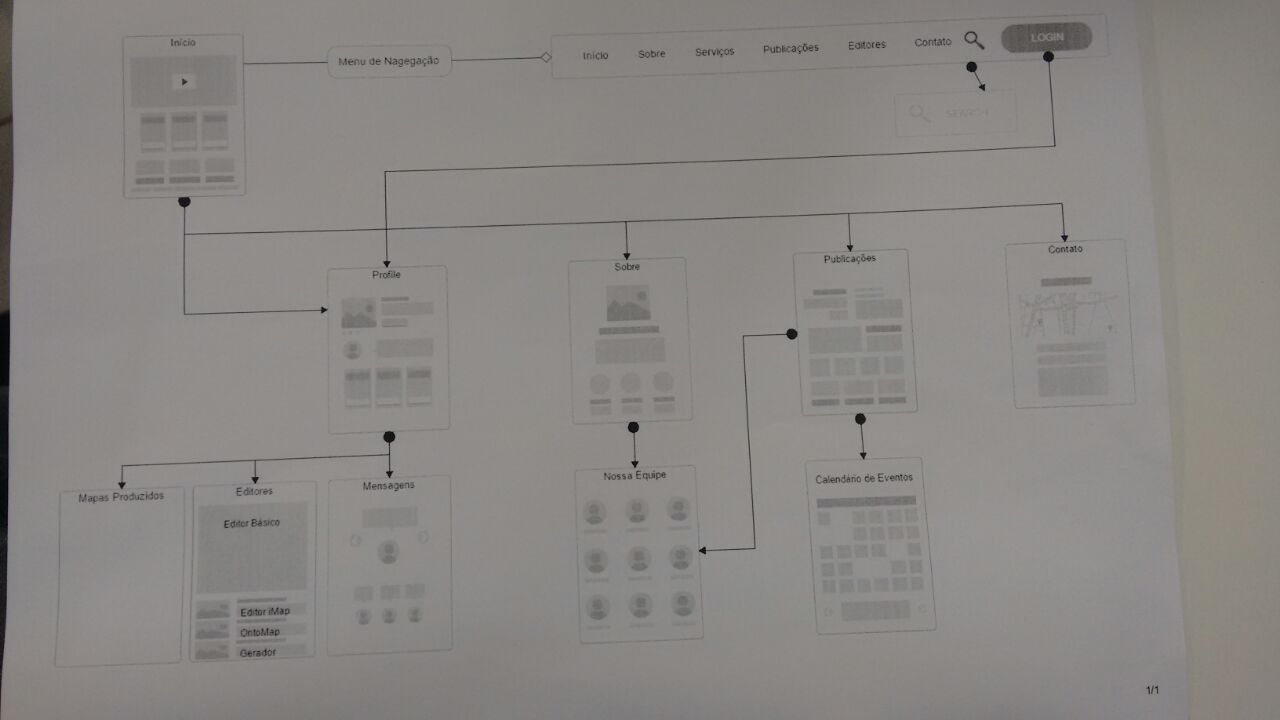 Início
Menu de Nagegação
Início Sobre Serviços Publicações Editores Contato LOGIN
SEARCH
Profile
Sobre
Publicações
Contato
Mapas Produzidos
Editores
Editor Básico
Editor iMap
OntoMap
Gerador
Mensagens
Nossa Equipe
Calendário de Eventos
1/1